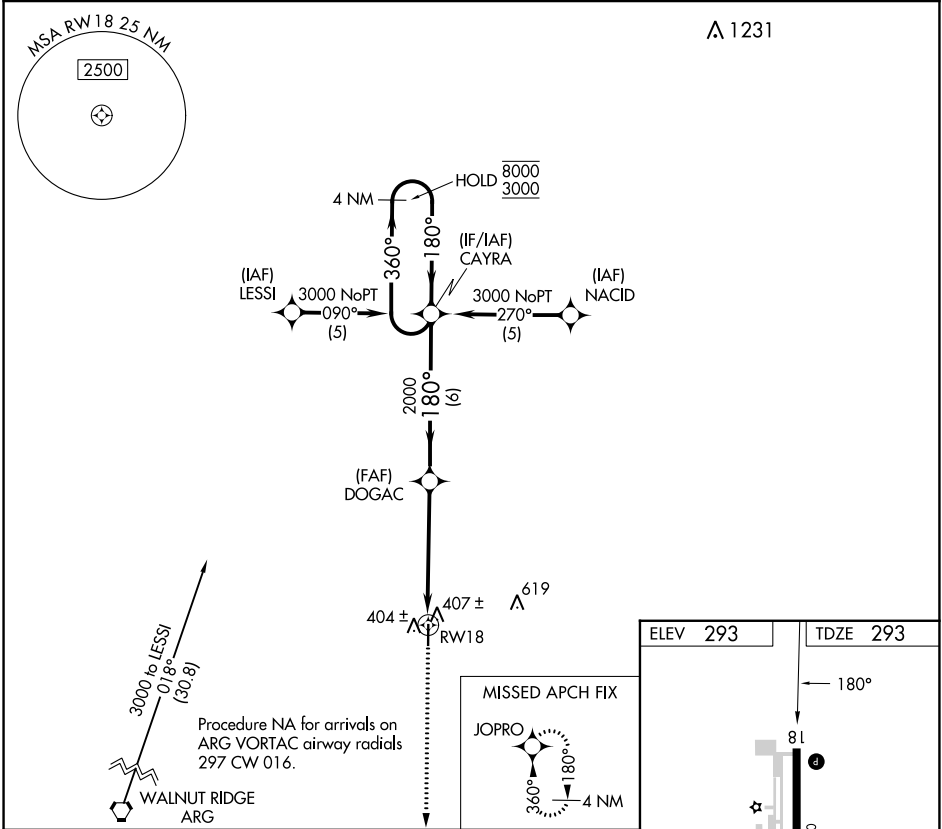 MSA RW18 25 NM
2500
1231
4 NM
HOLD
8000
3000
360°
180°
(IF/IAF)
CAYRA
(IAF)
LESSI
3000 NoPT
090°
(5)
(IAF)
NACID
3000 NoPT
270°
(5)
2000
180°
(6)
(FAF)
DOGAC
404 ±
407 ±
619
RW18
3000 to LESSI
018°
(30.8)
Procedure NA for arrivals on
ARG VORTAC airway radials
297 CW 016.
WALNUT RIDGE
ARG
MISSED APCH FIX
JOPRO
360°
180°
4 NM
ELEV 293
TDZE 293
180°
18
P